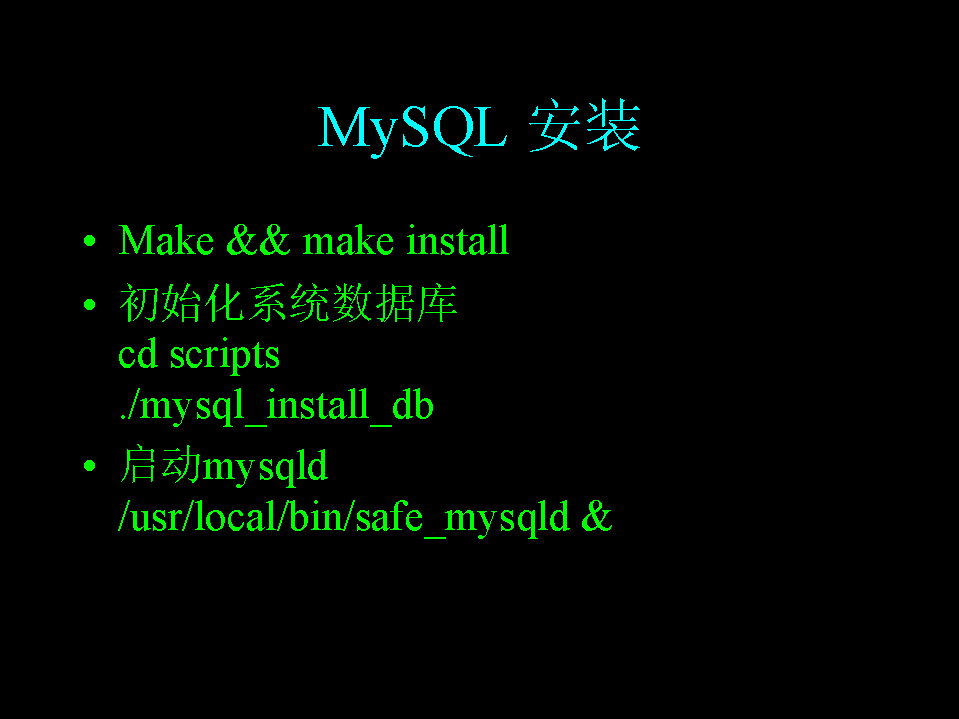 MySQL 安装
• Make && make install
• 初始化系统数据库
cd scripts
./mysql_install_db
• 启动mysqld
/usr/local/bin/safe_mysqld &